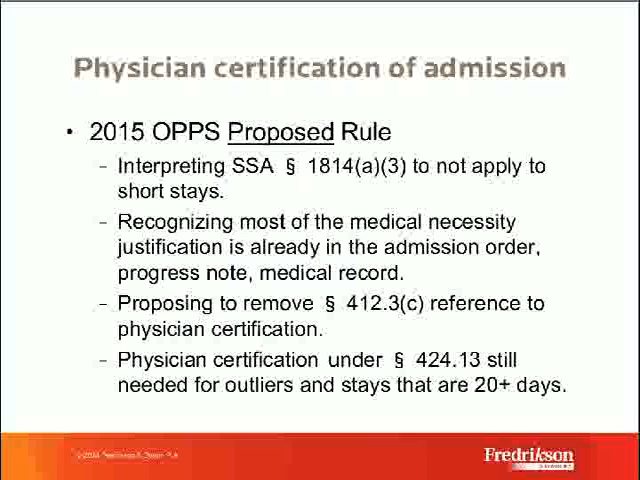 Physician certification of admission
• 2015 OPPS Proposed Rule
– Interpreting SSA § 1814(a)(3) to not apply to
short stays.
– Recognizing most of the medical necessity
justification is already in the admission order,
progress note, medical record.
– Proposing to remove § 412.3(c) reference to
physician certification.
– Physician certification under § 424.13 still
needed for outliers and stays that are 20+ days.
Fredrikson